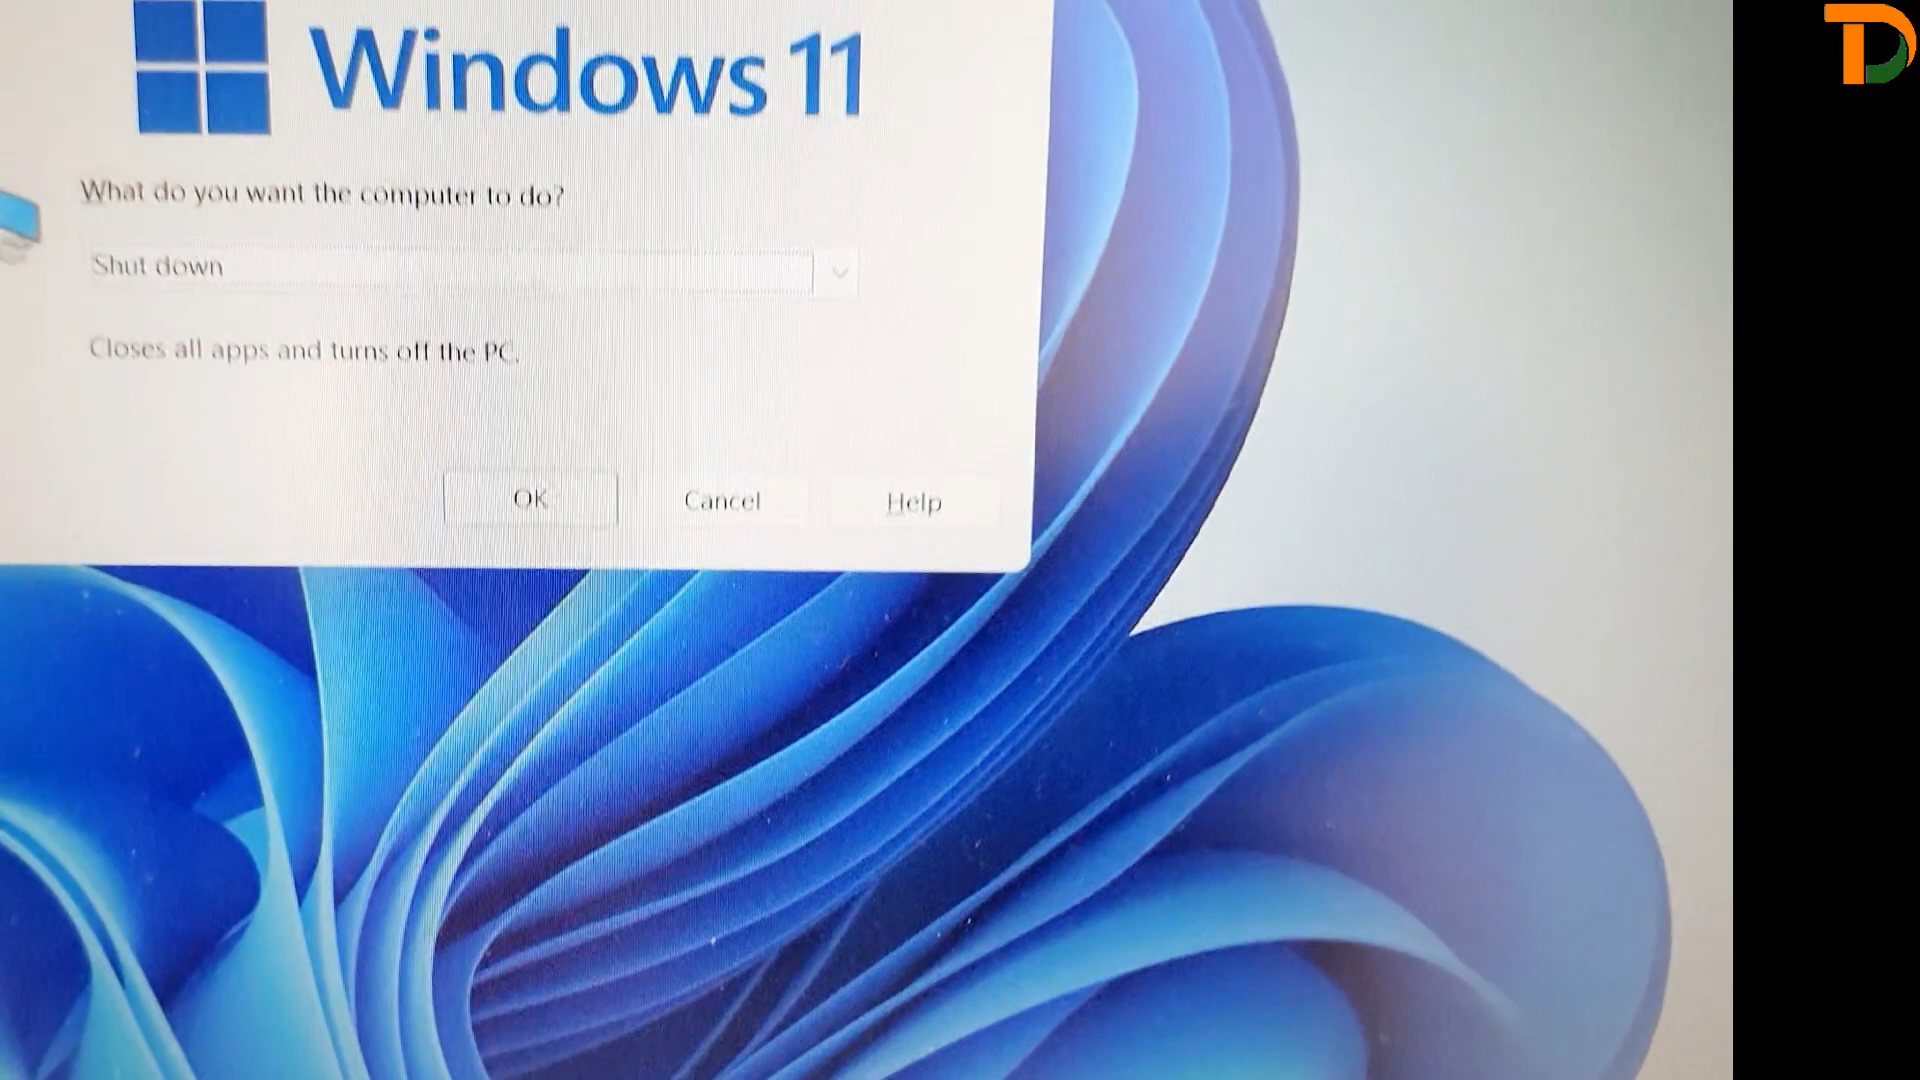 Windows 11
What do you want the computer to do?
Shut down
Closes all apps and turns off the PC.
OK
Cancel
Help